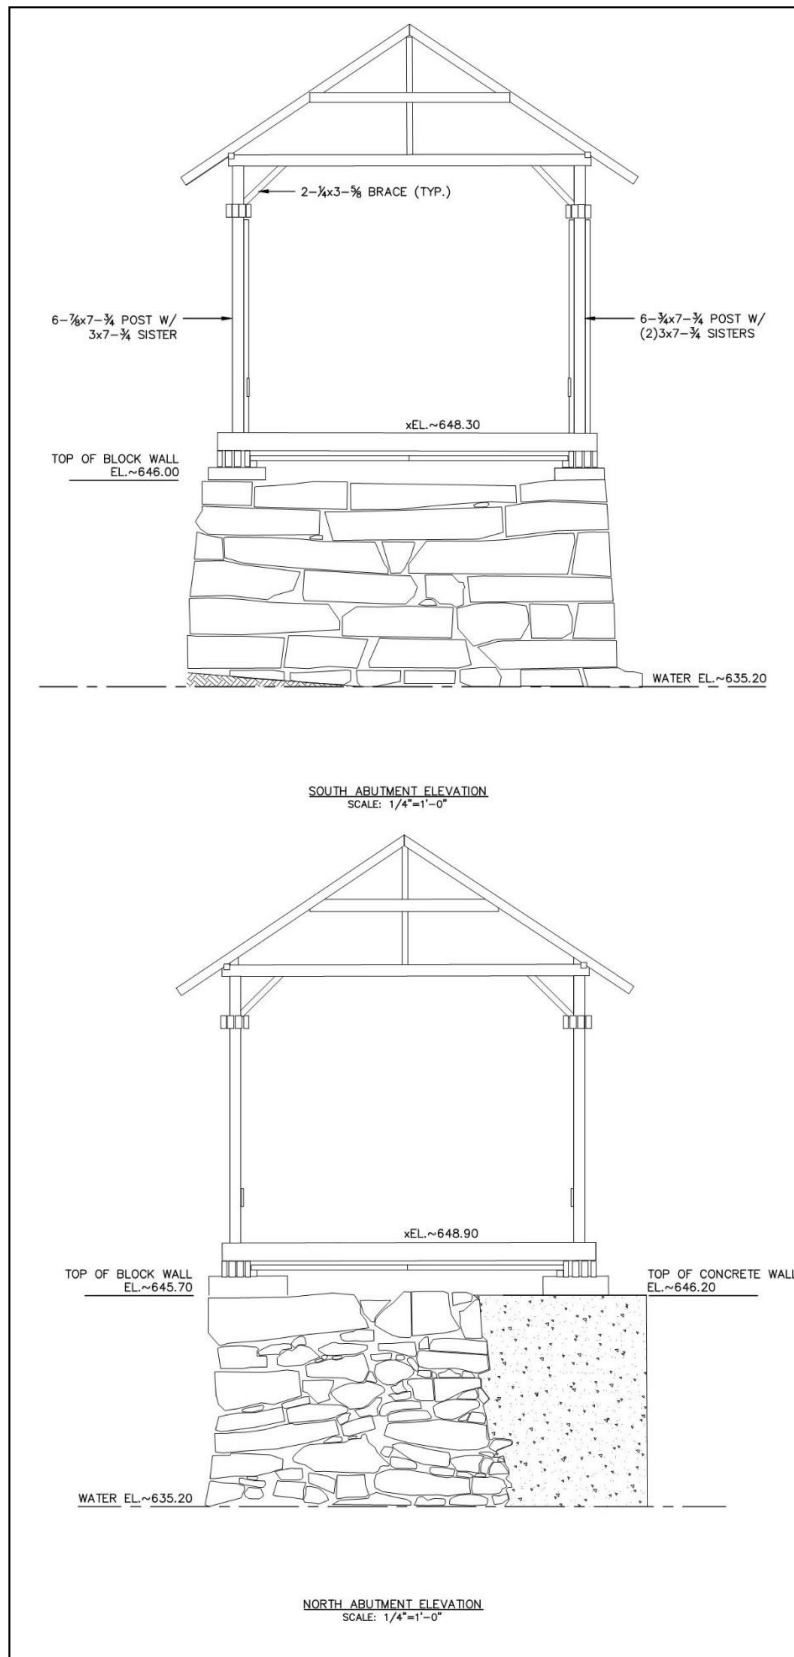 2-¼x3-⅝ BRACE (TYP.)
6-⅞x7-¾ POST W/
3x7-¾ SISTER
6-¾x7-¾ POST W/
(2)3x7-¾ SISTERS
xEL.~648.30
TOP OF BLOCK WALL
EL.~646.00
WATER EL.~635.20
SOUTH ABUTMENT ELEVATION
SCALE: 1/4"=1'-0"
xEL.~648.90
TOP OF BLOCK WALL
EL.~645.70
TOP OF CONCRETE WALL
EL.~646.20
WATER EL.~635.20
NORTH ABUTMENT ELEVATION
SCALE: 1/4"=1'-0"